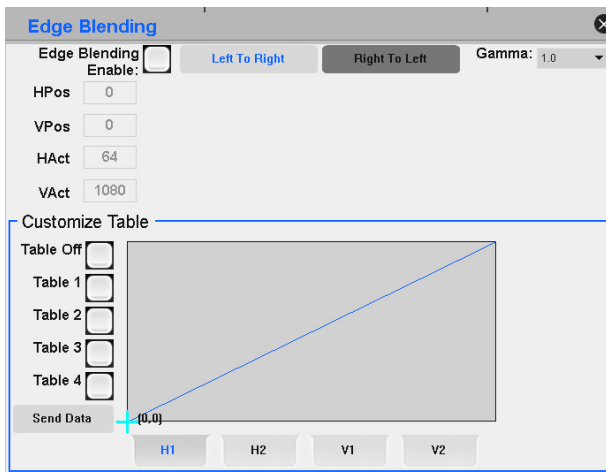 Edge Blending
Edge Blending Enable:
Left To Right
Right To Left
Gamma: 1.0
HPos 0
VPos 0
HAct 64
VAct 1080
Customize Table
Table Off
Table 1
Table 2
Table 3
Table 4
Send Data
(0,0)
H1 H2 V1 V2